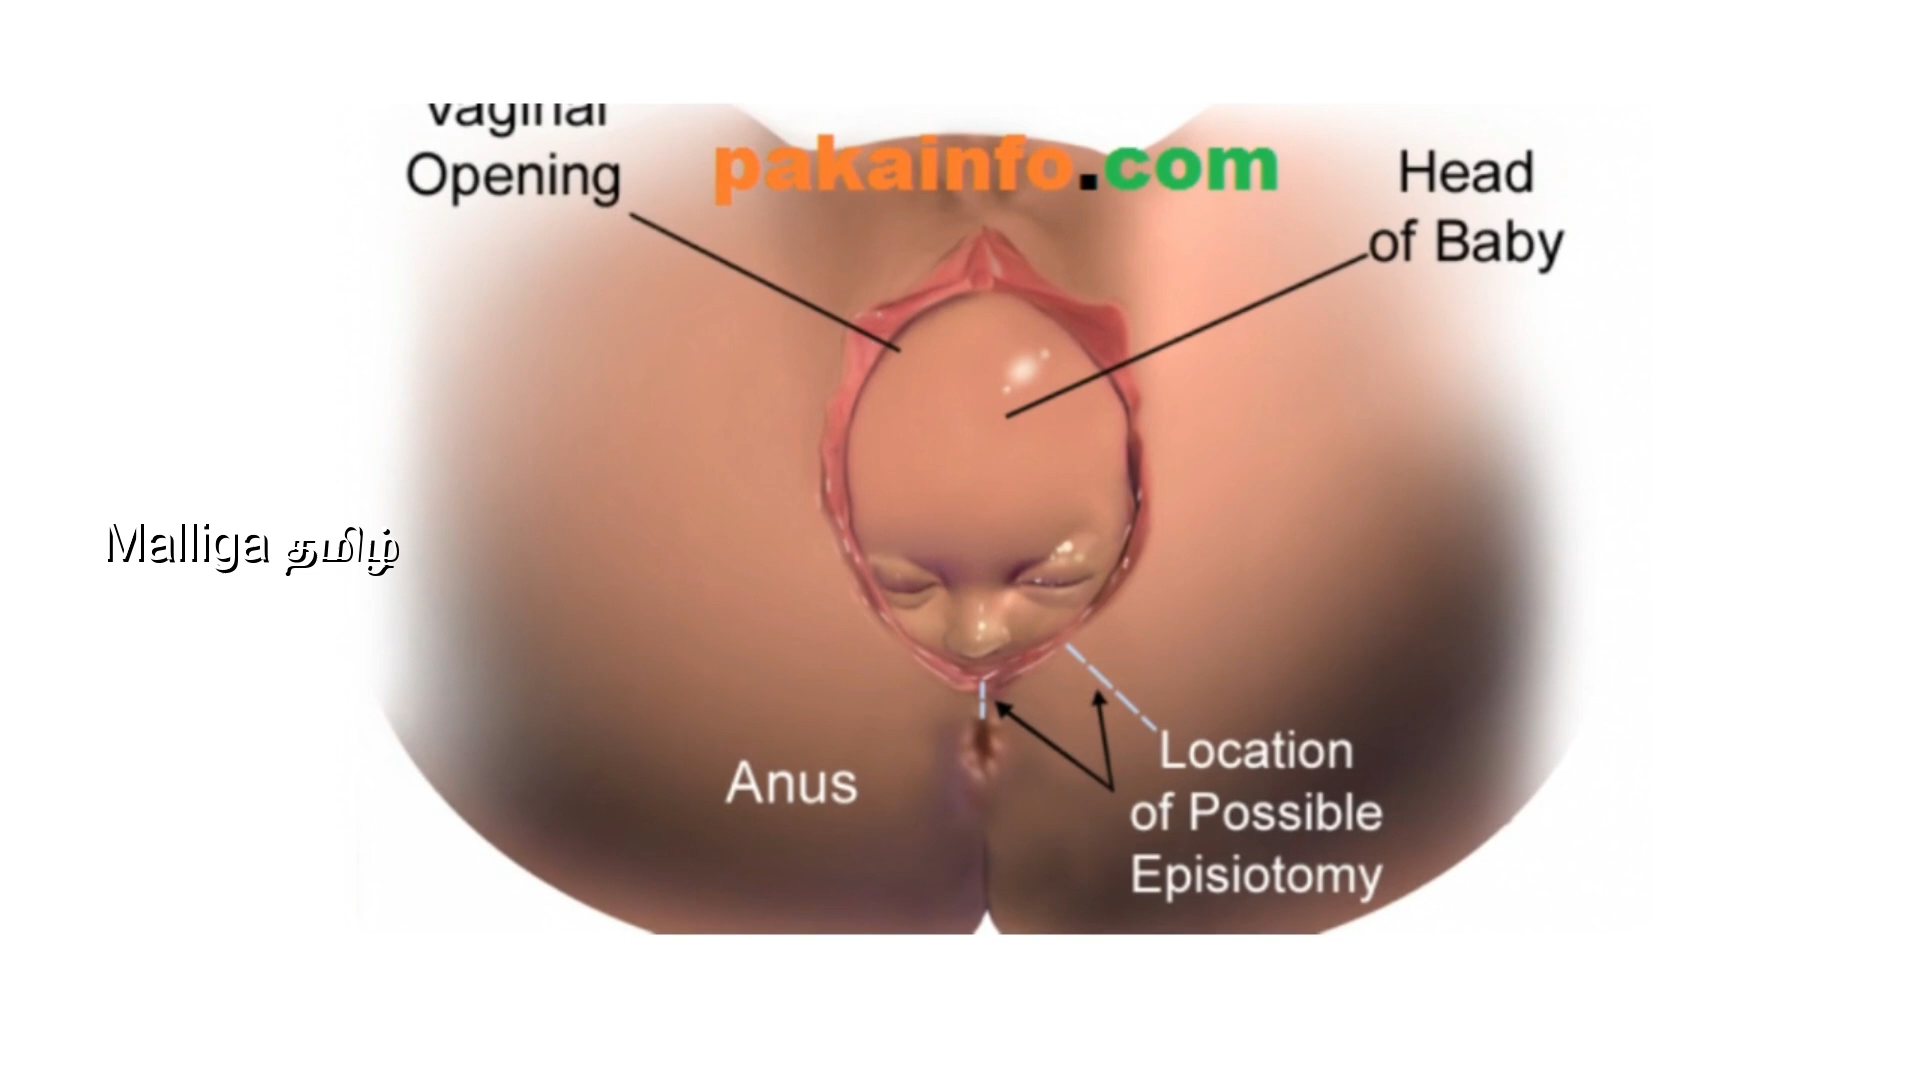 Vaginal
Opening
pakainfo.com
Head
of Baby
Malliga தமிழ்
Anus
Location
of Possible
Episiotomy